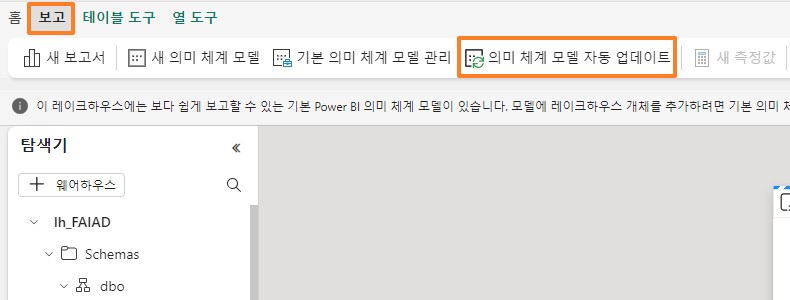 홈 보고 테이블 도구 열 도구
새 보고서 새 의미 체계 모델 기본 의미 체계 모델 관리 의미 체계 모델 자동 업데이트 새 측정값
이 레이크하우스에는 보다 쉽게 보고할 수 있는 기본 Power BI 의미 체계 모델이 있습니다. 모델에 레이크하우스 개체를 추가하려면 기본 의미 체
탐색기
웨어하우스
lh_FAIAD
Schemas
dbo